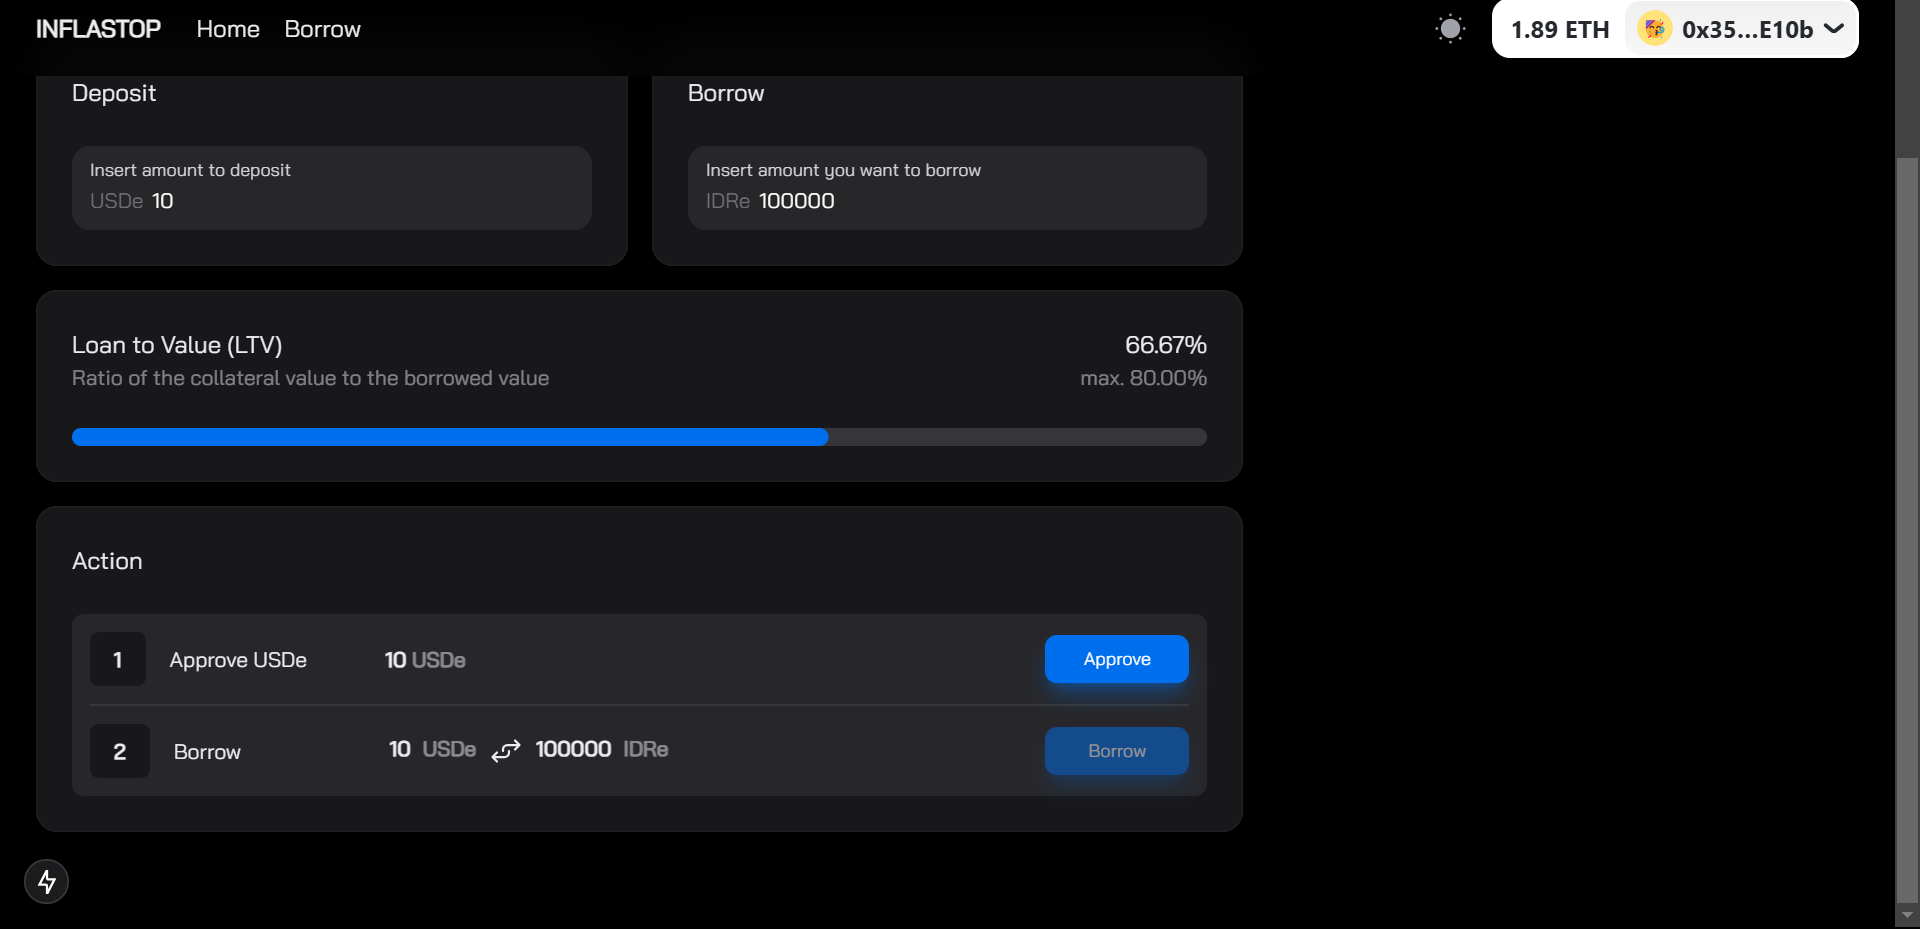 INFLASTOP Home Borrow 1.89 ETH 0x35...E10b
Deposit
Insert amount to deposit
USDe 10
Borrow
Insert amount you want to borrow
IDRe 100000
Loan to Value (LTV) 66.67%
Ratio of the collateral value to the borrowed value max. 80.00%
Action
1 Approve USDe 10 USDe Approve
2 Borrow 10 USDe 100000 IDRe Borrow